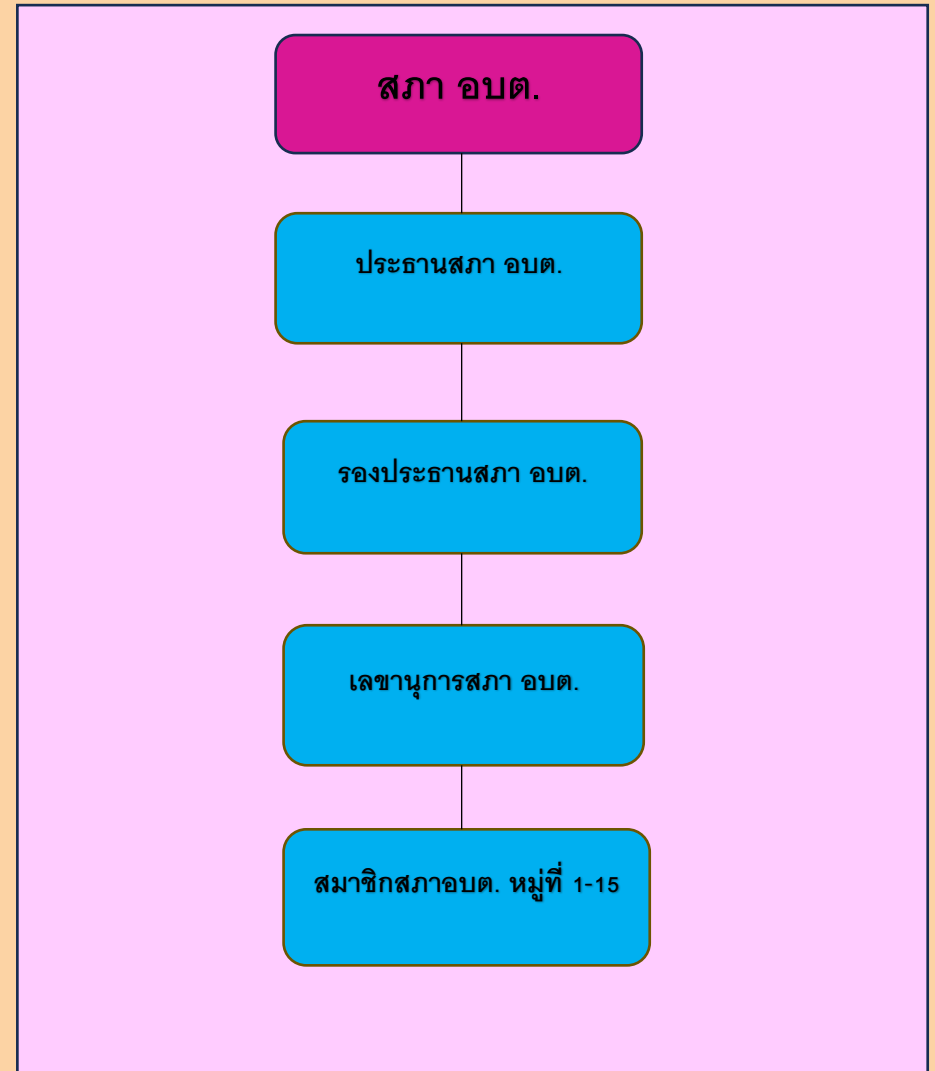 สภา อบต.
ประธานสภา อบต.
รองประธานสภา อบต.
เลขานุการสภา อบต.
สมาชิกสภาอบต. หมู่ที่ 1-15